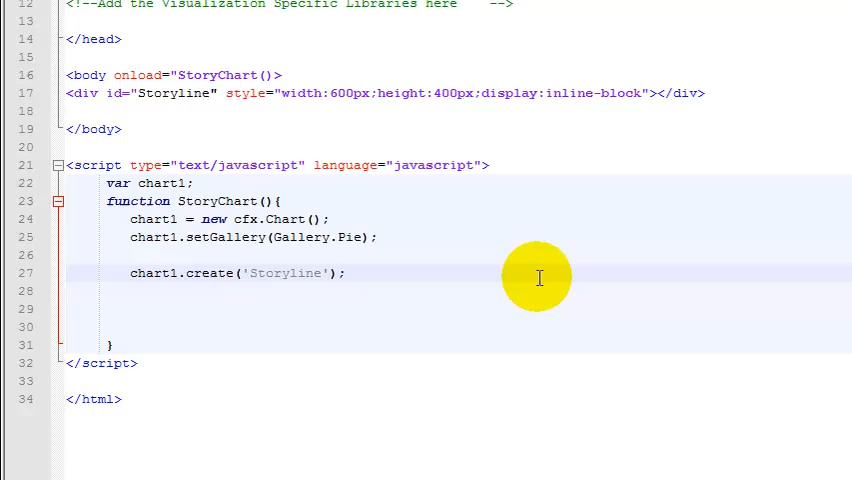 12 <!--Add the Visualization Specific Libraries here    -->
13
14 </head>
15
16 <body onload="StoryChart()>
17 <div id="Storyline" style="width:600px;height:400px;display:inline-block"></div>
18
19 </body>
20
21 <script type="text/javascript" language="javascript">
22 var chart1;
23 function StoryChart(){
24 chart1 = new cfx.Chart();
25 chart1.setGallery(Gallery.Pie);
26
27 chart1.create('Storyline');
28
29
30
31 }
32 </script>
33
34 </html>